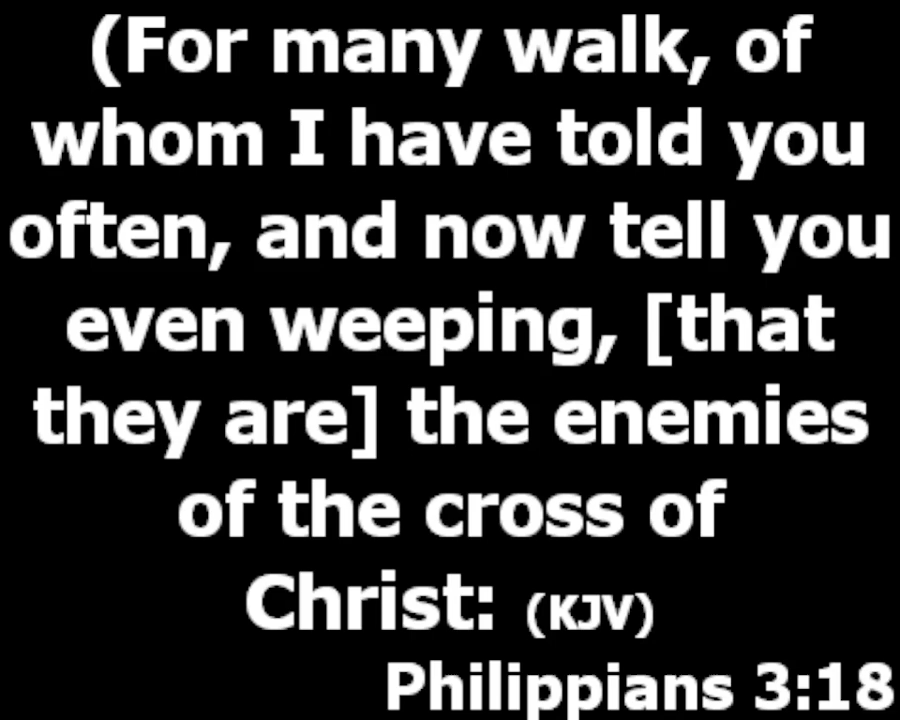 (For many walk, of
whom I have told you
often, and now tell you
even weeping, [that
they are] the enemies
of the cross of
Christ: (KJV)
Philippians 3:18